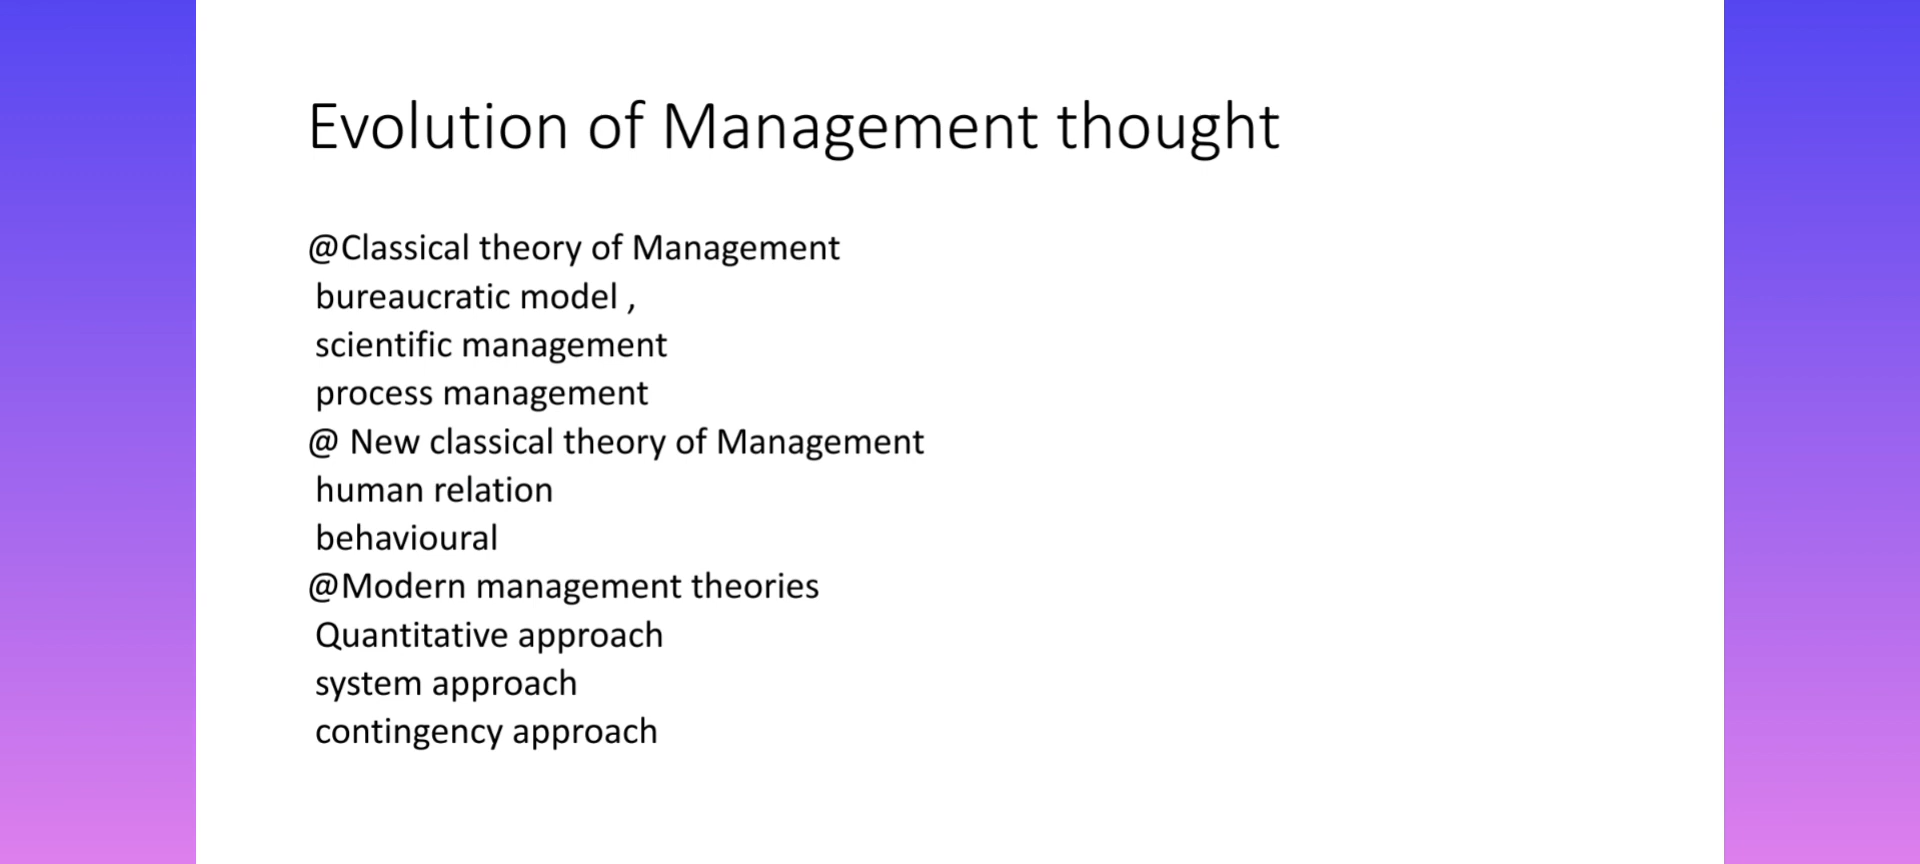 Evolution of Management thought
@Classical theory of Management
bureaucratic model ,
scientific management
process management
@ New classical theory of Management
human relation
behavioural
@Modern management theories
Quantitative approach
system approach
contingency approach